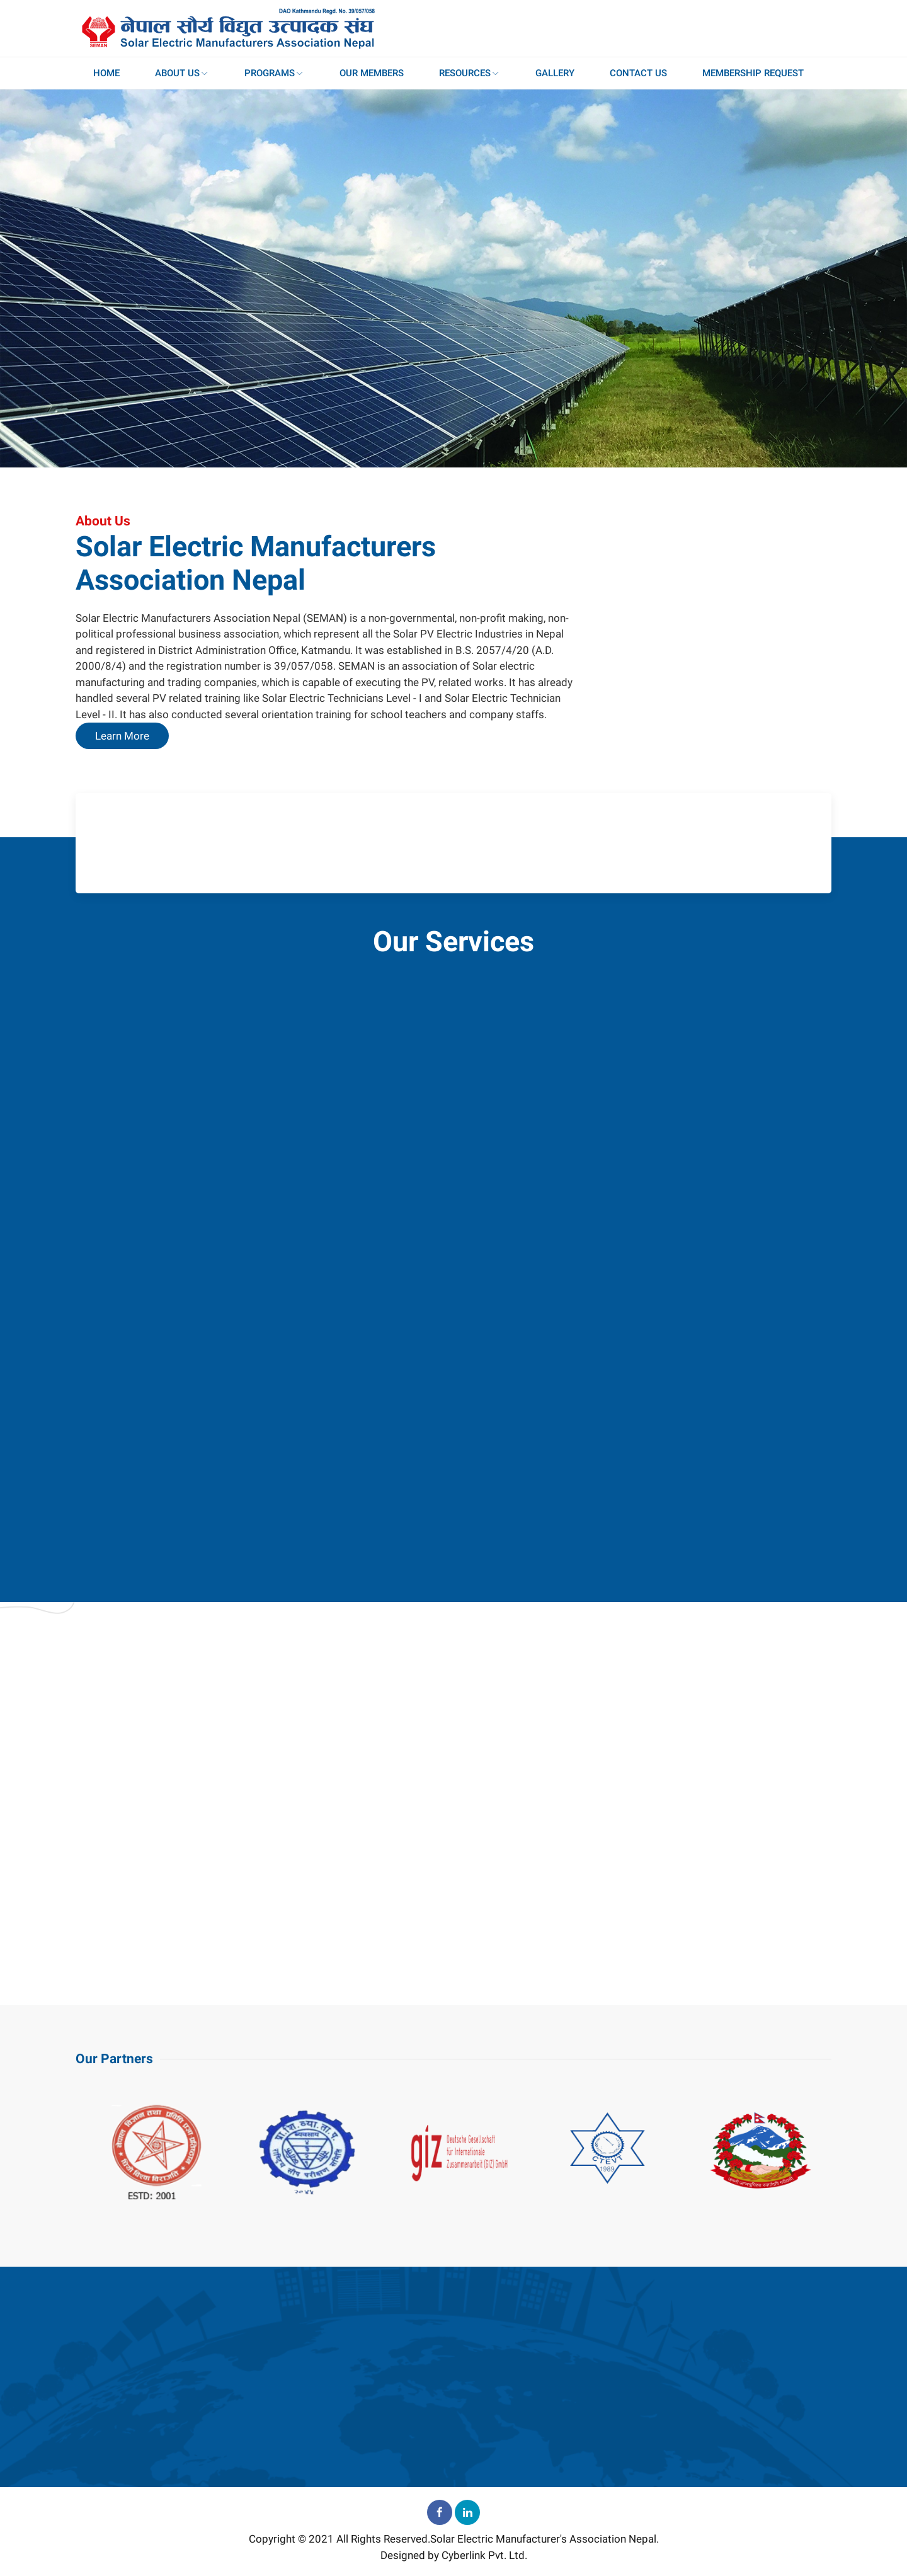 DAO Kathmandu Regd. No. 39/057/058
नेपाल सौर्य विद्युत उत्पादक संघ
SEMAN
Solar Electric Manufacturers Association Nepal
HOME ABOUT US PROGRAMS OUR MEMBERS RESOURCES GALLERY CONTACT US MEMBERSHIP REQUEST
About Us
Solar Electric Manufacturers
Association Nepal
Solar Electric Manufacturers Association Nepal (SEMAN) is a non-governmental, non-profit making, non-
political professional business association, which represent all the Solar PV Electric Industries in Nepal
and registered in District Administration Office, Katmandu. It was established in B.S. 2057/4/20 (A.D.
2000/8/4) and the registration number is 39/057/058. SEMAN is an association of Solar electric
manufacturing and trading companies, which is capable of executing the PV, related works. It has already
handled several PV related training like Solar Electric Technicians Level - I and Solar Electric Technician
Level - II. It has also conducted several orientation training for school teachers and company staffs.
Learn More
Our Services
Our Partners
giz Deutsche Gesellschaft
für Internationale
Zusammenarbeit (GIZ) GmbH
CTEVT
1989
२०४५
ESTD: 2001
Copyright © 2021 All Rights Reserved.Solar Electric Manufacturer's Association Nepal.
Designed by Cyberlink Pvt. Ltd.